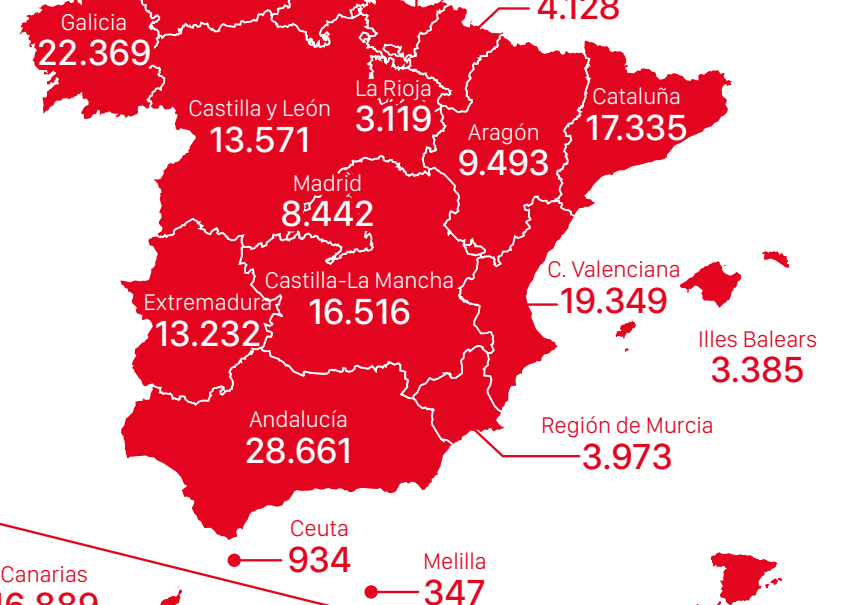 4.128
Galicia
22.369
La Rioja
3.119
Cataluña
17.335
Castilla y León
13.571
Aragón
9.493
Madrid
8.442
C. Valenciana
19.349
Castilla-La Mancha
16.516
Extremadura
13.232
Illes Balears
3.385
Andalucía
28.661
Región de Murcia
3.973
Ceuta
934
Melilla
347
Canarias